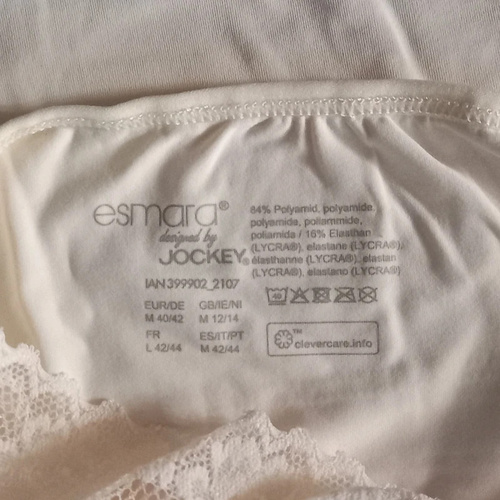 esmara®
designed by
JOCKEY®
IAN 399902_2107
EUR/DE GB/IE/NI
M 40/42 M 12/14
FR ES/IT/PT
L 42/44 M 42/44
84% Polyamid, polyamide,
polyamide, poliammide,
poliamida / 16% Elasthan
(LYCRA®), elastane (LYCRA®),
élasthanne (LYCRA®), elastan
(LYCRA®), elastano (LYCRA®)
40
™
clevercare.info